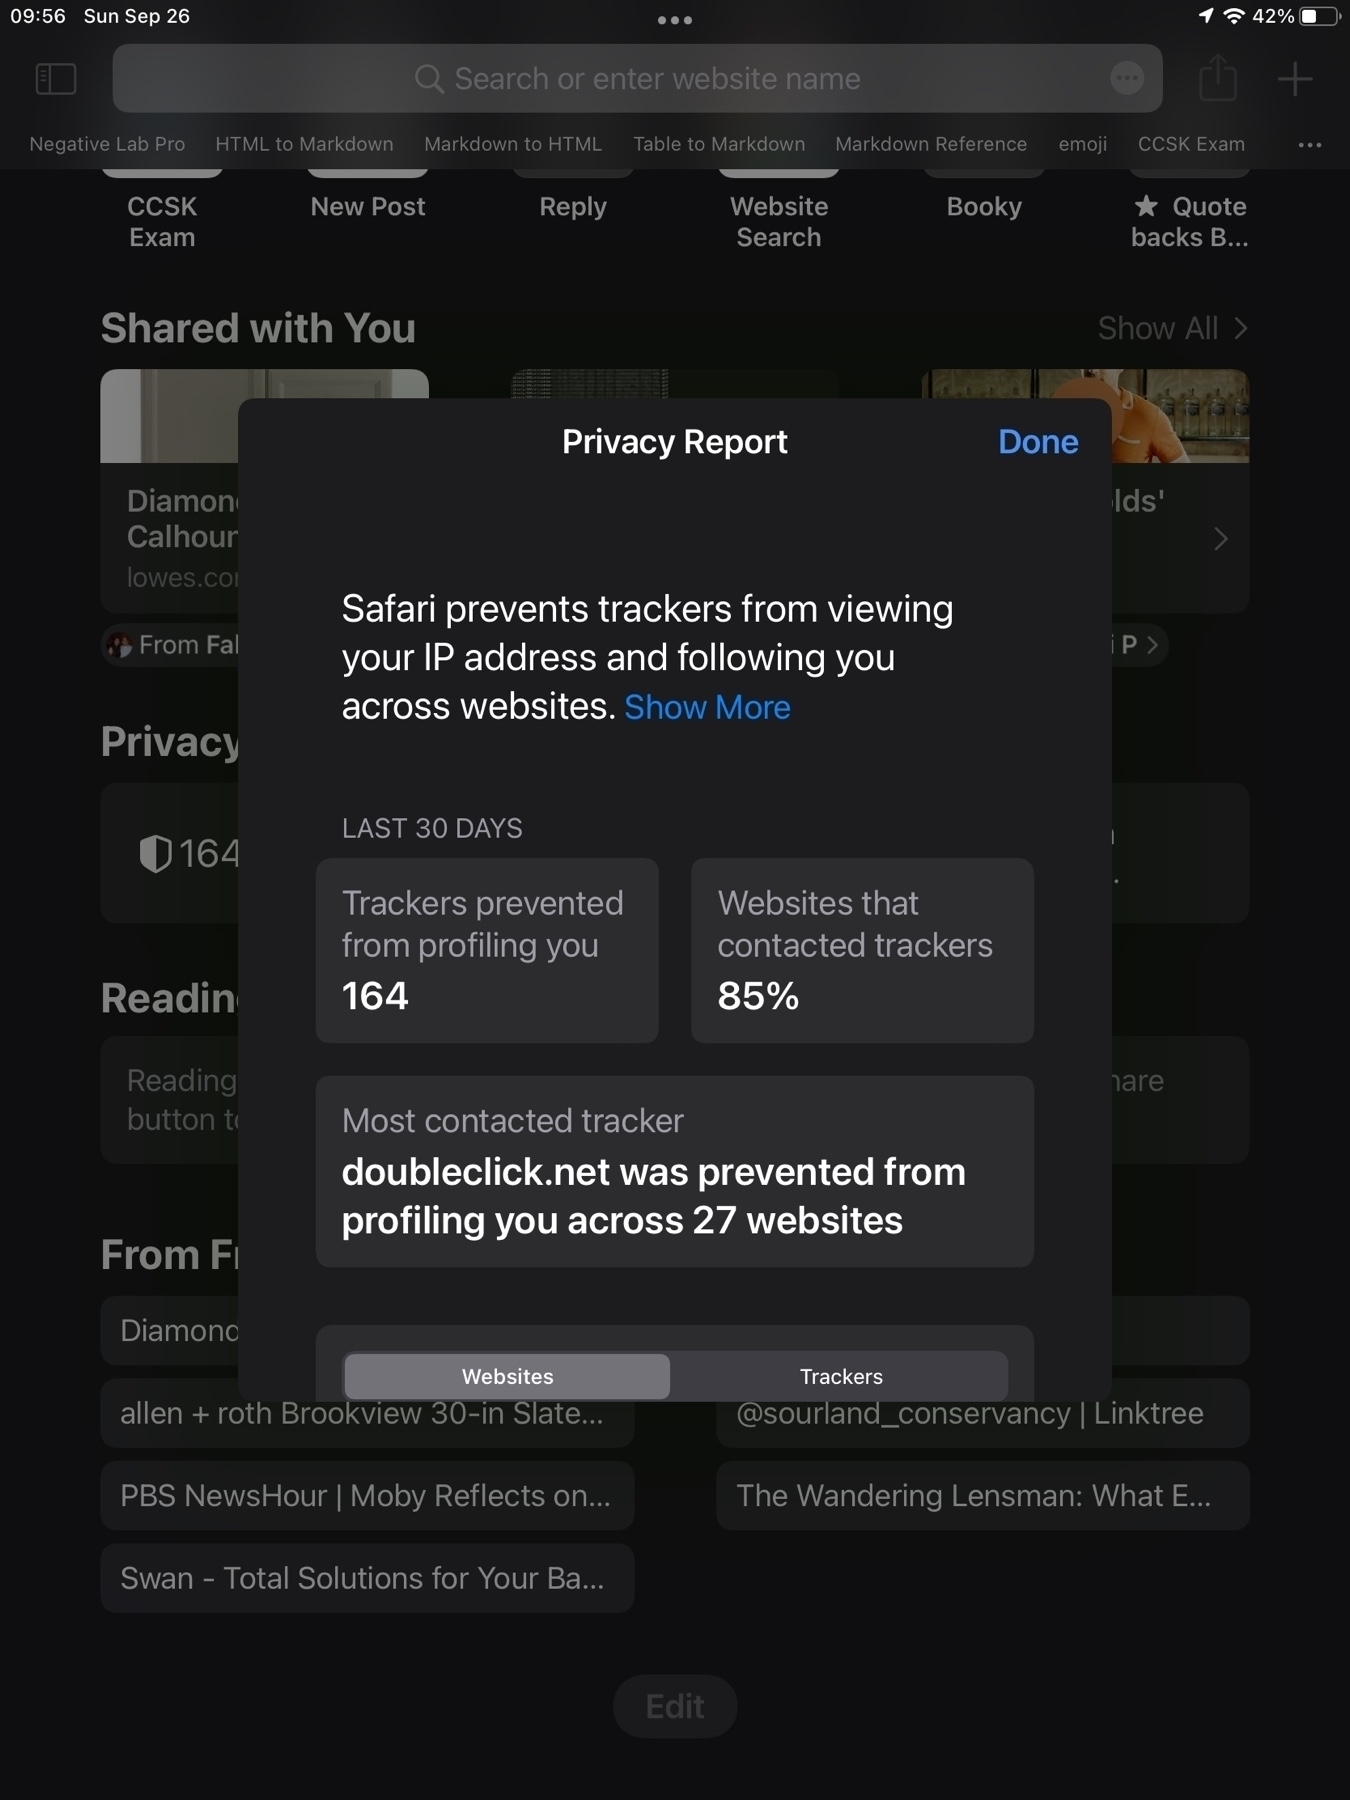 09:56 Sun Sep 26
42%
Search or enter website name
Negative Lab Pro HTML to Markdown Markdown to HTML Table to Markdown Markdown Reference emoji CCSK Exam
CCSK
Exam
New Post
Reply
Website
Search
Booky
★ Quote
backs B...
Shared with You
Show All
Privacy Report
Done
Diamon
Calhour
lowes.co
From Fal
lds'
i P
Safari prevents trackers from viewing
your IP address and following you
across websites. Show More
Privacy
164
LAST 30 DAYS
Trackers prevented
from profiling you
164
Websites that
contacted trackers
85%
Readin
Reading
button to
hare
Most contacted tracker
doubleclick.net was prevented from
profiling you across 27 websites
From Fr
Diamond
Websites
Trackers
allen + roth Brookview 30-in Slate...
@sourland_conservancy | Linktree
PBS NewsHour | Moby Reflects on...
The Wandering Lensman: What E...
Swan - Total Solutions for Your Ba...
Edit